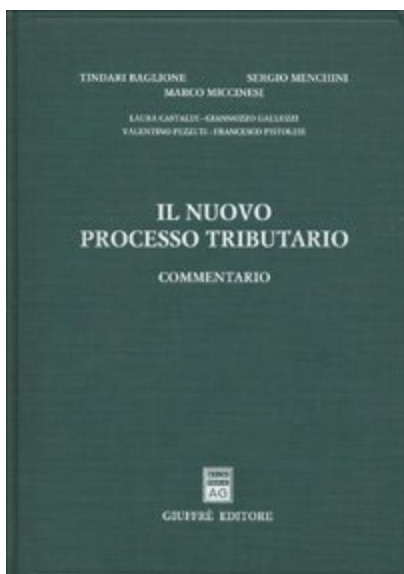 TINDARI BAGLIONE SERGIO MENCHINI
MARCO MICCINESI
LAURA CASTALDI - GIANNOZZO GALLUZZI
VALENTINO PEZZUTI - FRANCESCO PISTOLESI
IL NUOVO
PROCESSO TRIBUTARIO
COMMENTARIO
AG
GIUFFRÈ EDITORE